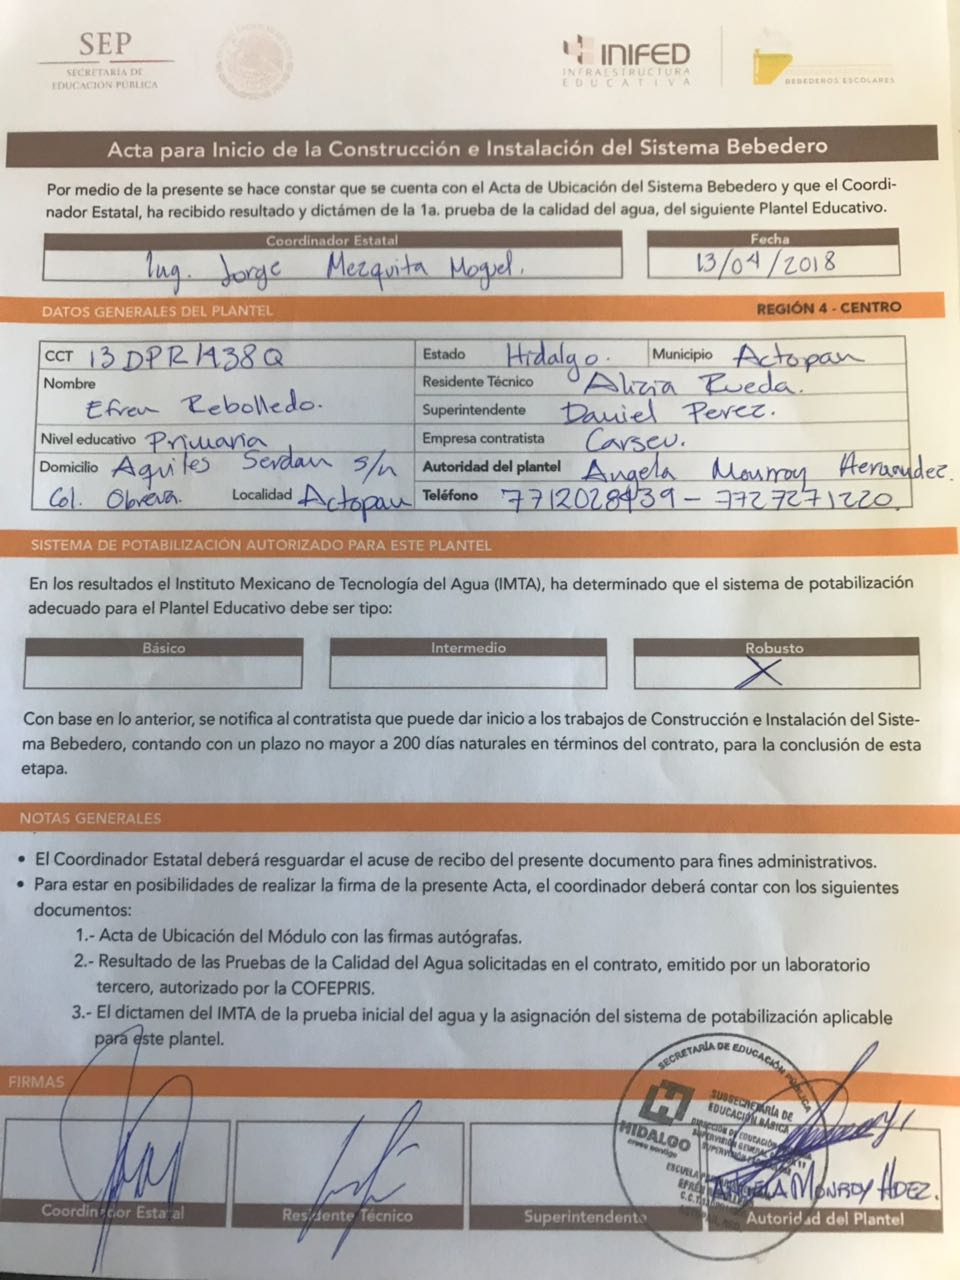 SEP
SECRETARÍA DE
EDUCACIÓN PÚBLICA
INIFED
INFRAESTRUCTURA
EDUCATIVA
BEBEDEROS ESCOLARES
Acta para Inicio de la Construcción e Instalación del Sistema Bebedero
Por medio de la presente se hace constar que se cuenta con el Acta de Ubicación del Sistema Bebedero y que el Coordi-
nador Estatal, ha recibido resultado y dictámen de la 1a. prueba de la calidad del agua, del siguiente Plantel Educativo.
Coordinador Estatal
Ing. Jorge Mezquita Moguel.
Fecha
13/04/2018
DATOS GENERALES DEL PLANTEL
REGIÓN 4 - CENTRO
CCT 13DPR1438Q
Estado Hidalgo. Municipio Actopan
Nombre
Efren Rebolledo.
Residente Técnico Alizia Rueda.
Superintendente Daniel Perez.
Nivel educativo Primaria
Empresa contratista Carsev.
Domicilio Aquiles Serdan s/n
Autoridad del plantel Angela Monrroy Hernandez.
Col. Obrera. Localidad Actopan
Teléfono 7712028439 - 7727271220.
SISTEMA DE POTABILIZACIÓN AUTORIZADO PARA ESTE PLANTEL
En los resultados el Instituto Mexicano de Tecnología del Agua (IMTA), ha determinado que el sistema de potabilización
adecuado para el Plantel Educativo debe ser tipo:
Básico
Intermedio
Robusto
X
Con base en lo anterior, se notifica al contratista que puede dar inicio a los trabajos de Construcción e Instalación del Siste-
ma Bebedero, contando con un plazo no mayor a 200 días naturales en términos del contrato, para la conclusión de esta
etapa.
NOTAS GENERALES
• El Coordinador Estatal deberá resguardar el acuse de recibo del presente documento para fines administrativos.
• Para estar en posibilidades de realizar la firma de la presente Acta, el coordinador deberá contar con los siguientes
documentos:
1.- Acta de Ubicación del Módulo con las firmas autógrafas.
2.- Resultado de las Pruebas de la Calidad del Agua solicitadas en el contrato, emitido por un laboratorio
tercero, autorizado por la COFEPRIS.
3.- El dictamen del IMTA de la prueba inicial del agua y la asignación del sistema de potabilización aplicable
para este plantel.
FIRMAS
SECRETARÍA DE EDUCACIÓN PÚBLICA
SUBSECRETARÍA DE
EDUCACIÓN BÁSICA
HIDALGO
crece contigo
ANGELA MONROY HDEZ.
Coordinador Estatal
Residente Técnico
Superintendente
Autoridad del Plantel